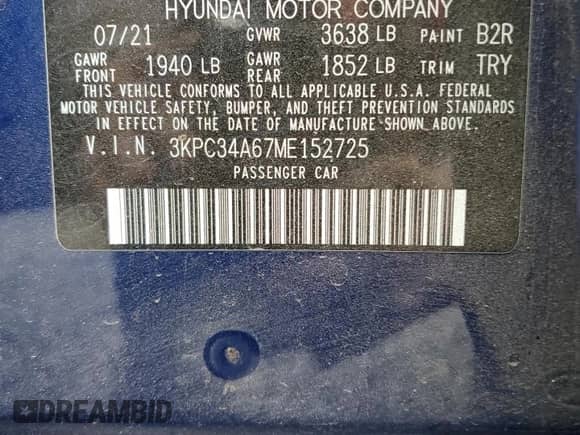 HYUNDAI MOTOR COMPANY
07/21 GVWR 3638 LB PAINT B2R
GAWR FRONT 1940 LB GAWR REAR 1852 LB TRIM TRY
THIS VEHICLE CONFORMS TO ALL APPLICABLE U.S.A. FEDERAL
MOTOR VEHICLE SAFETY, BUMPER, AND THEFT PREVENTION STANDARDS
IN EFFECT ON THE DATE OF MANUFACTURE SHOWN ABOVE.
V.I.N. 3KPC34A67ME152725
PASSENGER CAR
DREAMBID